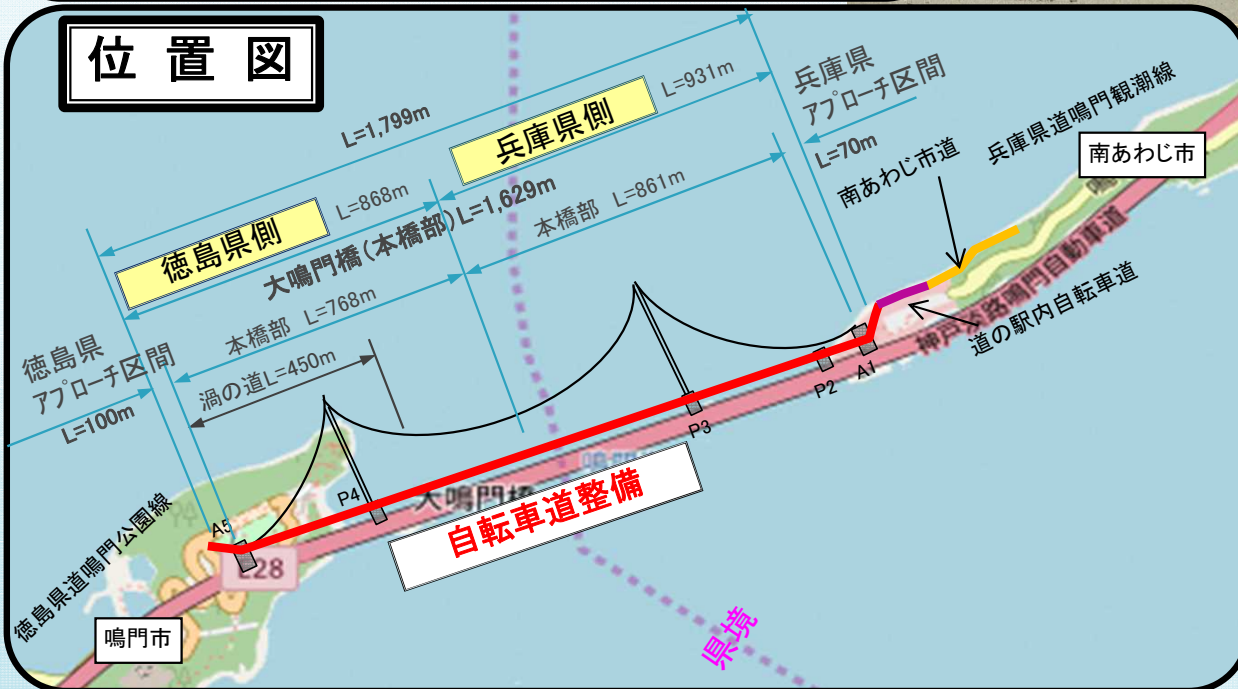 位置図
L=1,799m
兵庫県側
L=931m
兵庫県
アプローチ区間
L=70m
兵庫県道鳴門観潮線
南あわじ市
南あわじ市道
徳島県側
L=868m
大鳴門橋(本橋部)L=1,629m
本橋部 L=861m
本橋部 L=768m
渦の道L=450m
徳島県
アプローチ区間
L=100m
神戸淡路鳴門自動車道
道の駅内自転車道
A1
P2
P3
P4
大鳴門橋
自転車道整備
A5
E28
徳島県道鳴門公園線
鳴門市
県境